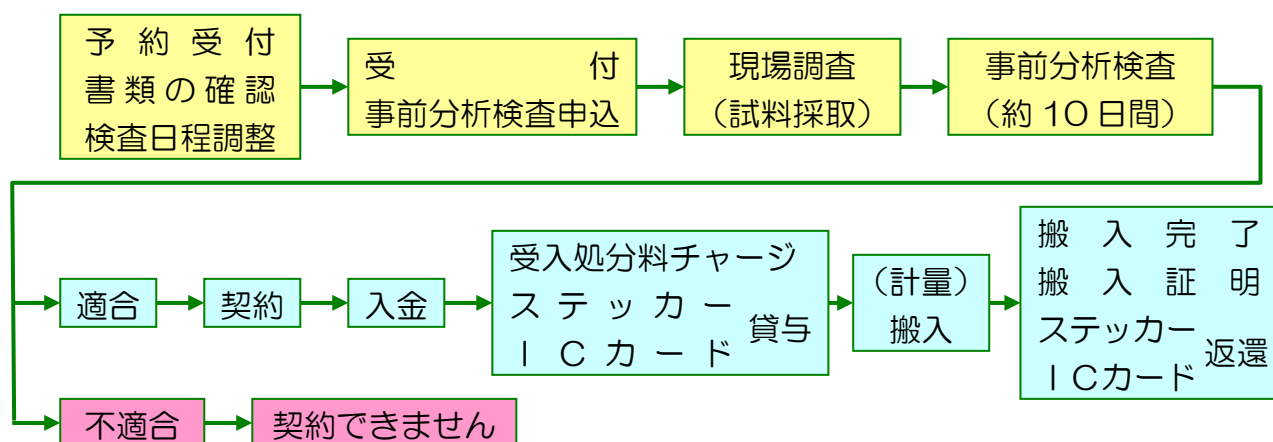 予約受付
書類の確認
検査日程調整
受付
事前分析検査申込
現場調査
（試料採取）
事前分析検査
（約10日間）
適合
契約
入金
受入処分料チャージ
ステッカー
ＩＣカード
貸与
（計量）
搬入
搬入完了
搬入証明
ステッカー
ＩＣカード
返還
不適合
契約できません